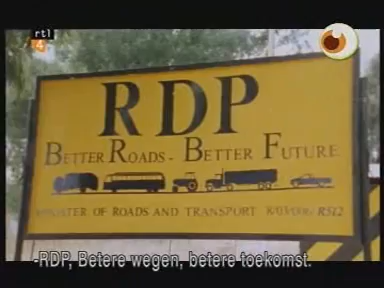 rtl
4
RDP
BETTER ROADS - BETTER FUTURE
MINISTER OF ROADS AND TRANSPORT
-RDP, Betere wegen, betere toekomst.